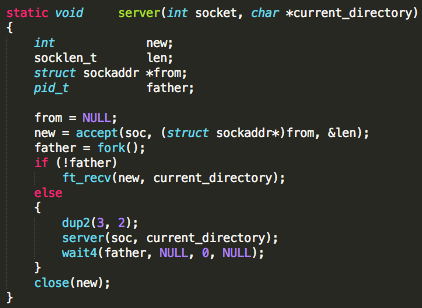 static void server(int socket, char *current_directory)
{
int new;
socklen_t len;
struct sockaddr *from;
pid_t father;
from = NULL;
new = accept(soc, (struct sockaddr*)from, &len);
father = fork();
if (!father)
ft_recv(new, current_directory);
else
{
dup2(3, 2);
server(soc, current_directory);
wait4(father, NULL, 0, NULL);
}
close(new);
}